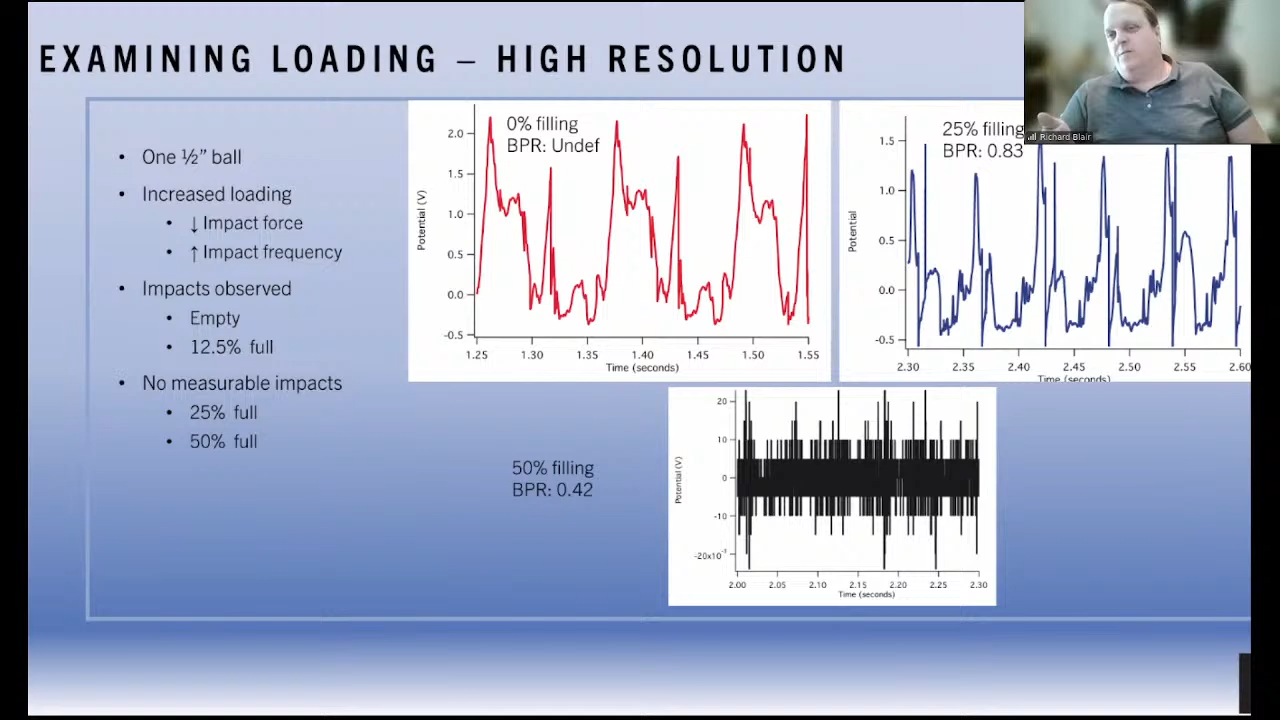 EXAMINING LOADING – HIGH RESOLUTION
• One ½” ball
• Increased loading
• ↓ Impact force
• ↑ Impact frequency
• Impacts observed
• Empty
• 12.5% full
• No measurable impacts
• 25% full
• 50% full
0% filling
BPR: Undef
Potential (V)
2.0
1.5
1.0
0.5
0.0
-0.5
1.25 1.30 1.35 1.40 1.45 1.50 1.55
Time (seconds)
25% filling
BPR: 0.83
Potential
1.5
1.0
0.5
0.0
-0.5
2.30 2.35 2.40 2.45 2.50 2.55 2.60
Time (seconds)
Richard Blair
50% filling
BPR: 0.42
Potential (V)
20
10
0
-10
-20x10⁻³
2.00 2.05 2.10 2.15 2.20 2.25 2.30
Time (seconds)